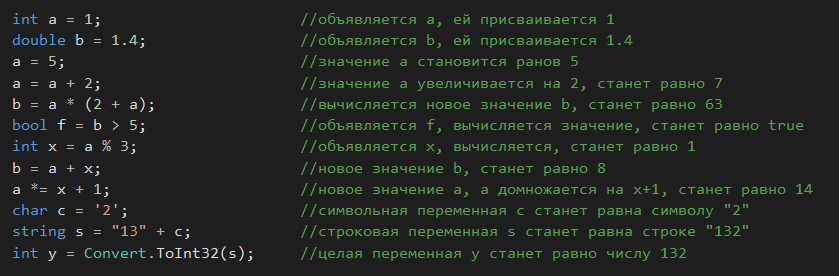 int a = 1; //объявляется a, ей присваивается 1
double b = 1.4; //объявляется b, ей присваивается 1.4
a = 5; //значение a становится ранов 5
a = a + 2; //значение a увеличивается на 2, станет равно 7
b = a * (2 + a); //вычисляется новое значение b, станет равно 63
bool f = b > 5; //объявляется f, вычисляется значение, станет равно true
int x = a % 3; //объявляется x, вычисляется, станет равно 1
b = a + x; //новое значение b, станет равно 8
a *= x + 1; //новое значение a, a домножается на x+1, станет равно 14
char c = '2'; //символьная переменная c станет равна символу "2"
string s = "13" + c; //строковая переменная s станет равна строке "132"
int y = Convert.ToInt32(s); //целая переменная y станет равно числу 132